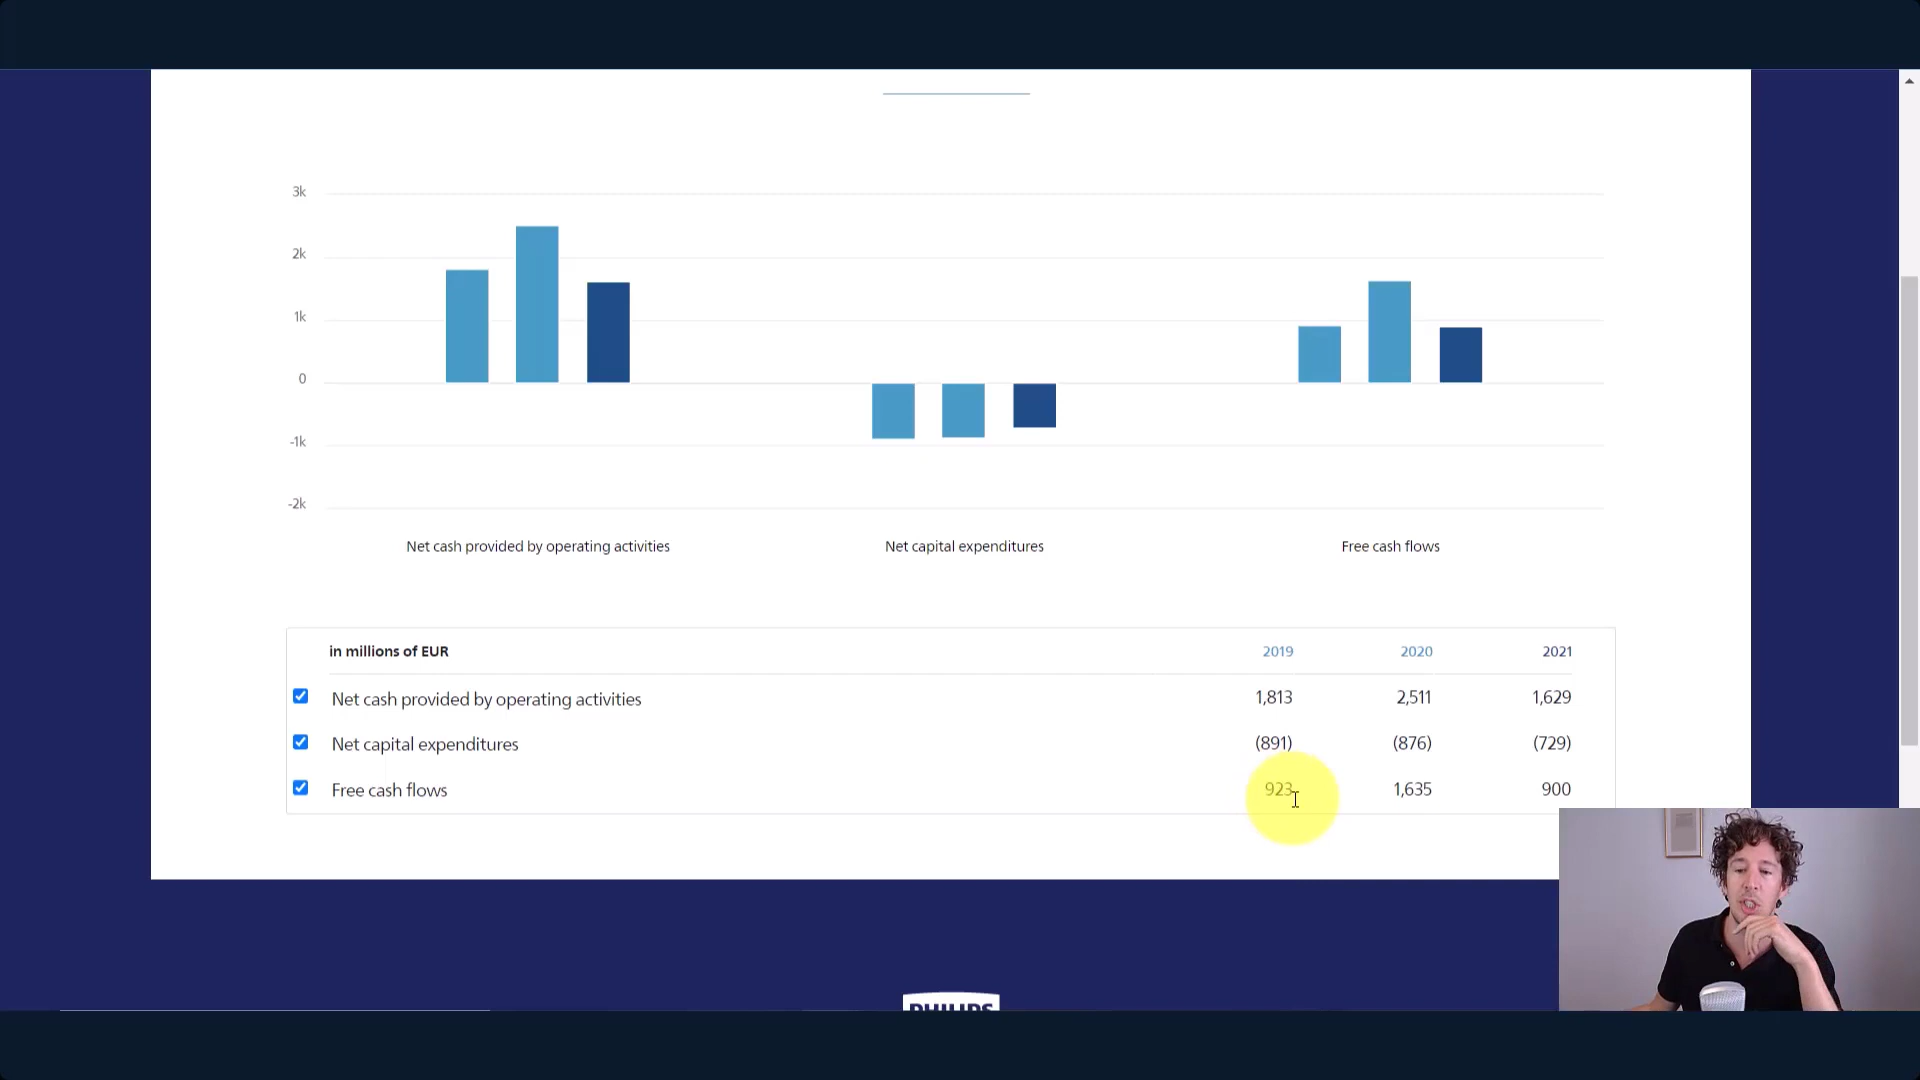 3k
2k
1k
0
-1k
-2k
Net cash provided by operating activities Net capital expenditures Free cash flows
in millions of EUR 2019 2020 2021
Net cash provided by operating activities 1,813 2,511 1,629
Net capital expenditures (891) (876) (729)
Free cash flows 923 1,635 900
PHILIPS